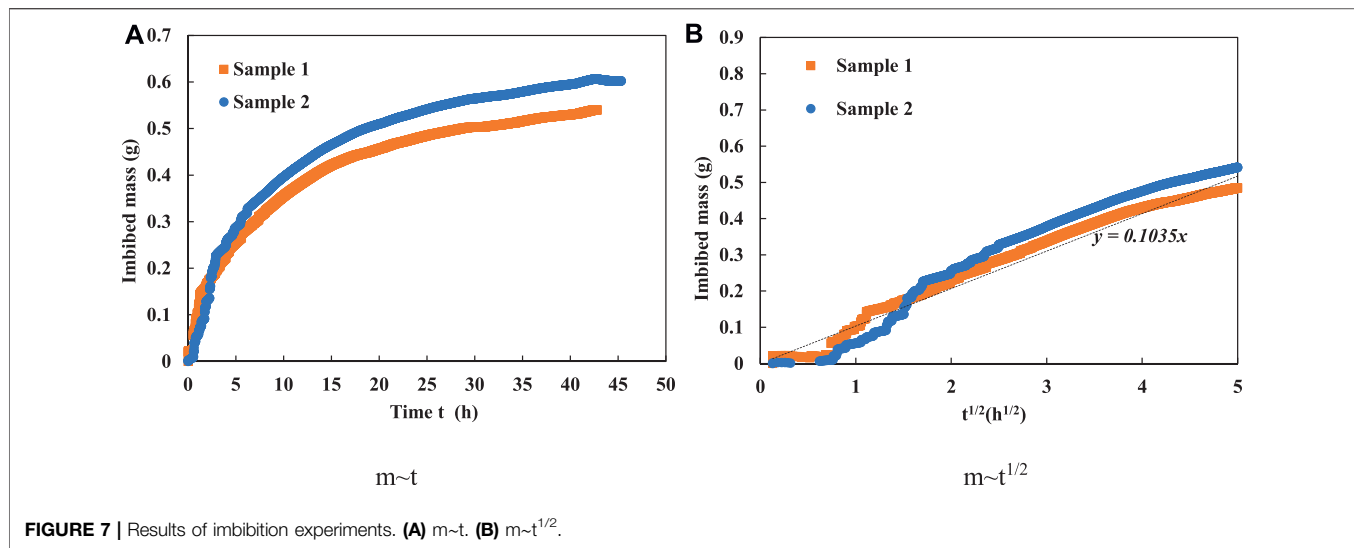 A
0.7
0.6
0.5
0.4
0.3
0.2
0.1
0
Imbibed mass (g)
Sample 1
Sample 2
0 5 10 15 20 25 30 35 40 45 50
Time t (h)
m~t
B
0.9
0.8
0.7
0.6
0.5
0.4
0.3
0.2
0.1
0
Imbibed mass (g)
Sample 1
Sample 2
y = 0.1035x
0 1 2 3 4 5
t1/2(h1/2)
m~t1/2
FIGURE 7 | Results of imbibition experiments. (A) m~t. (B) m~t1/2.